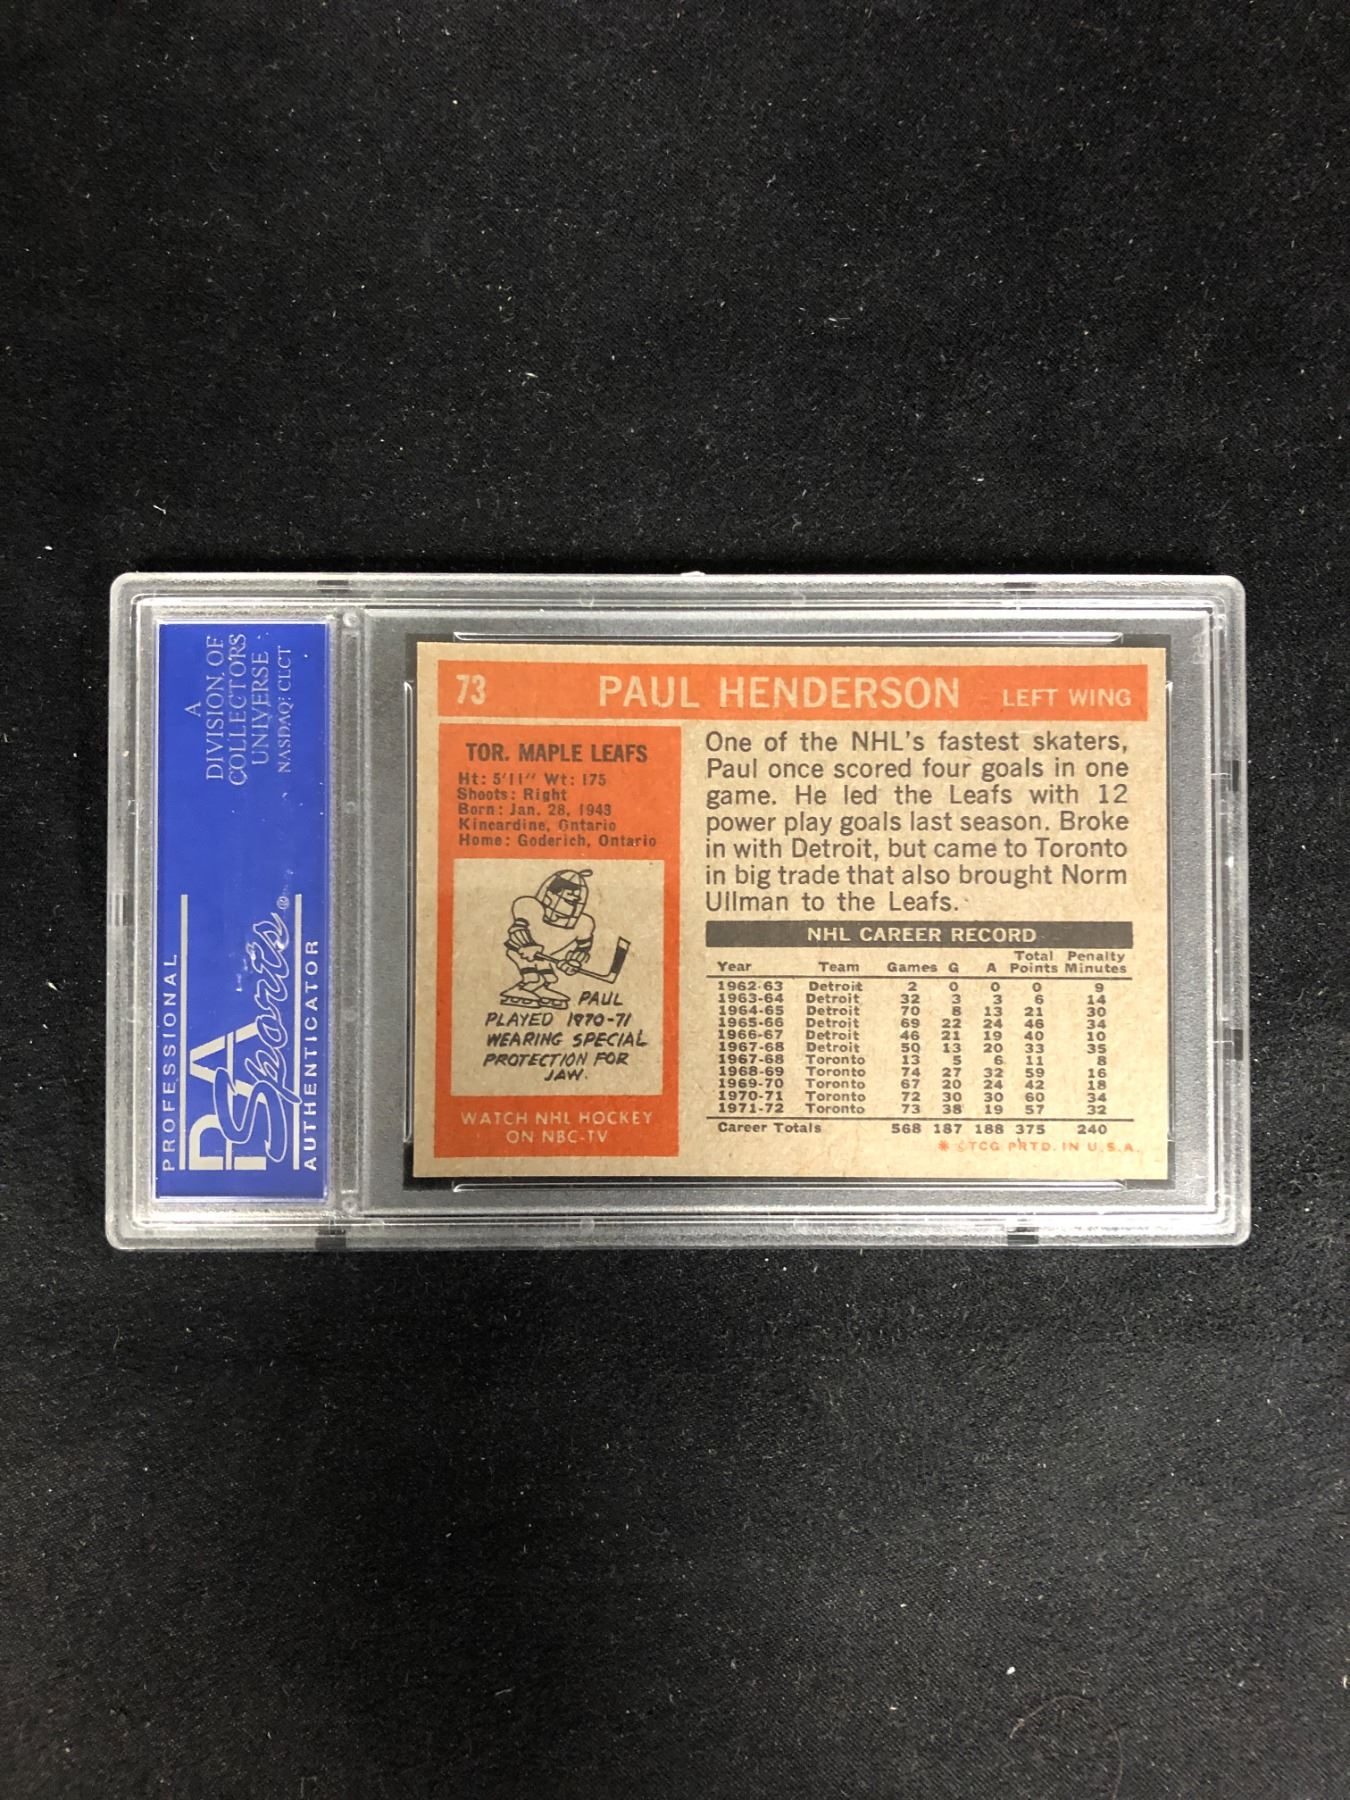 A
DIVISION OF
COLLECTORS
UNIVERSE
NASDAQ: CLCT
PROFESSIONAL
PSA
Sports®
AUTHENTICATOR
73 PAUL HENDERSON LEFT WING
TOR. MAPLE LEAFS
Ht: 5'11" Wt: 175
Shoots: Right
Born: Jan. 28, 1943
Kincardine, Ontario
Home: Goderich, Ontario
PAUL
PLAYED 1970-71
WEARING SPECIAL
PROTECTION FOR
JAW.
WATCH NHL HOCKEY
ON NBC-TV
One of the NHL's fastest skaters,
Paul once scored four goals in one
game. He led the Leafs with 12
power play goals last season. Broke
in with Detroit, but came to Toronto
in big trade that also brought Norm
Ullman to the Leafs.
NHL CAREER RECORD
Year Team Games G A Total Points Penalty Minutes
1962-63 Detroit 2 0 0 0 9
1963-64 Detroit 32 3 3 6 14
1964-65 Detroit 70 8 13 21 30
1965-66 Detroit 69 22 24 46 34
1966-67 Detroit 46 21 19 40 10
1967-68 Detroit 50 13 20 33 35
1967-68 Toronto 13 5 6 11 8
1968-69 Toronto 74 27 32 59 16
1969-70 Toronto 67 20 24 42 18
1970-71 Toronto 72 30 30 60 34
1971-72 Toronto 73 38 19 57 32
Career Totals 568 187 188 375 240
* ©TCG PRTD. IN U.S.A.